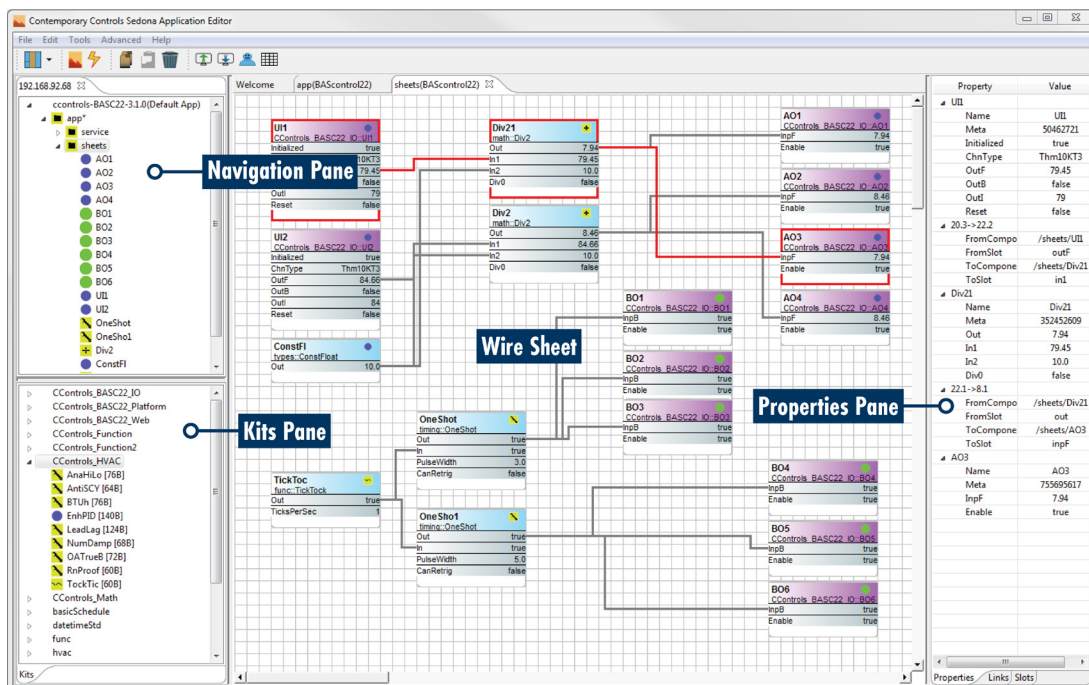 Contemporary Controls Sedona Application Editor
File Edit Tools Advanced Help
192.168.92.68
ccontrols-BASC22-3.1.0(Default App)
app*
service
sheets
AO1
AO2
AO3
AO4
BO1
BO2
BO3
BO4
BO5
BO6
UI1
UI2
OneShot
OneSho1
Div2
ConstFl
Navigation Pane
CControls_BASC22_IO
CControls_BASC22_Platform
CControls_BASC22_Web
CControls_Function
CControls_Function2
CControls_HVAC
AnaHiLo [76B]
AntiSCY [64B]
BTUh [76B]
EnhPID [140B]
LeadLag [124B]
NumDamp [68B]
OATrueB [72B]
RnProof [60B]
TockTic [60B]
CControls_Math
basicSchedule
datetimeStd
func
hvac
Kits
Kits Pane
Welcome app(BAScontrol22) sheets(BAScontrol22)
UI1
CControls_BASC22_IO::UI1
Initialized true
Thm10KT3
79.45
false
79
Reset false
UI2
CControls_BASC22_IO::UI2
Initialized true
ChnType Thm10KT3
OutF 84.66
OutB false
OutI 84
Reset false
ConstFl
types::ConstFloat
Out 10.0
TickToc
func::TickTock
Out true
TicksPerSec 1
Div21
math::Div2
Out 7.94
In1 79.45
In2 10.0
Div0 false
Div2
math::Div2
Out 8.46
In1 84.66
In2 10.0
Div0 false
Wire Sheet
OneShot
timing::OneShot
Out true
In true
PulseWidth 3.0
CanRetrig false
OneSho1
timing::OneShot
Out true
In true
PulseWidth 5.0
CanRetrig false
BO1
CControls_BASC22_IO::BO1
InpB true
Enable true
BO2
CControls_BASC22_IO::BO2
InpB true
Enable true
BO3
CControls_BASC22_IO::BO3
InpB true
Enable true
AO1
CControls_BASC22_IO::AO1
InpF 7.94
Enable true
AO2
CControls_BASC22_IO::AO2
InpF 8.46
Enable true
AO3
CControls_BASC22_IO::AO3
InpF 7.94
Enable true
AO4
CControls_BASC22_IO::AO4
InpF 8.46
Enable true
BO4
CControls_BASC22_IO::BO4
InpB true
Enable true
BO5
CControls_BASC22_IO::BO5
InpB true
Enable true
BO6
CControls_BASC22_IO::BO6
InpB true
Enable true
Property Value
UI1
Name UI1
Meta 50462721
Initialized true
ChnType Thm10KT3
OutF 79.45
OutB false
OutI 79
Reset false
20.3->22.2
FromCompo /sheets/UI1
FromSlot outF
ToCompone /sheets/Div21
ToSlot in1
Div21
Name Div21
Meta 352452609
Out 7.94
In1 79.45
In2 10.0
Div0 false
22.1->8.1
FromCompo /sheets/Div21
FromSlot out
ToCompone /sheets/AO3
ToSlot inpF
AO3
Name AO3
Meta 755695617
InpF 7.94
Enable true
Properties Pane
Properties Links Slots